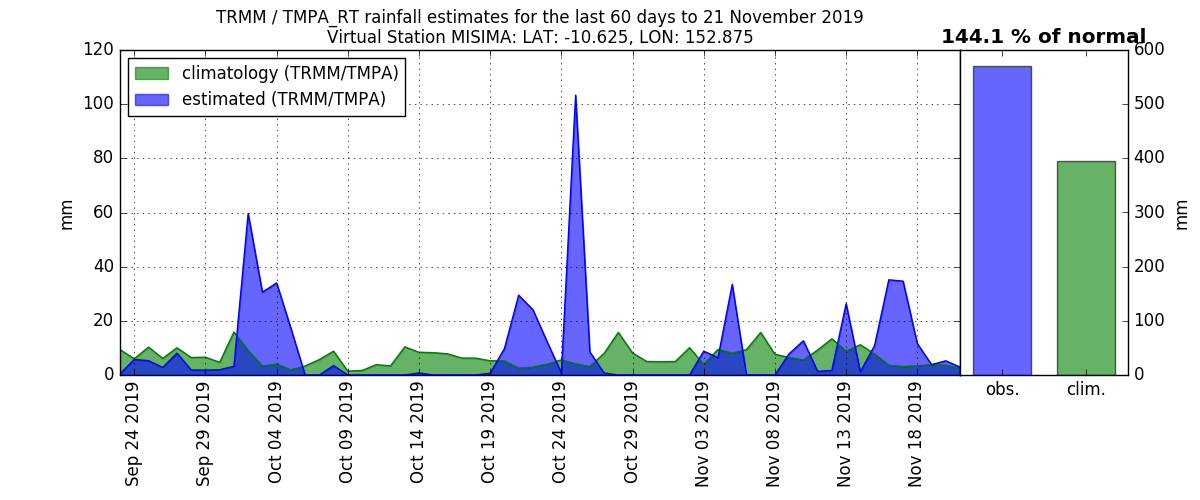 TRMM / TMPA_RT rainfall estimates for the last 60 days to 21 November 2019
Virtual Station MISIMA: LAT: -10.625, LON: 152.875
144.1 % of normal
climatology (TRMM/TMPA)
estimated (TRMM/TMPA)
mm
120
100
80
60
40
20
0
Sep 24 2019
Sep 29 2019
Oct 04 2019
Oct 09 2019
Oct 14 2019
Oct 19 2019
Oct 24 2019
Oct 29 2019
Nov 03 2019
Nov 08 2019
Nov 13 2019
Nov 18 2019
obs.
clim.
600
500
400
300
200
100
0
mm